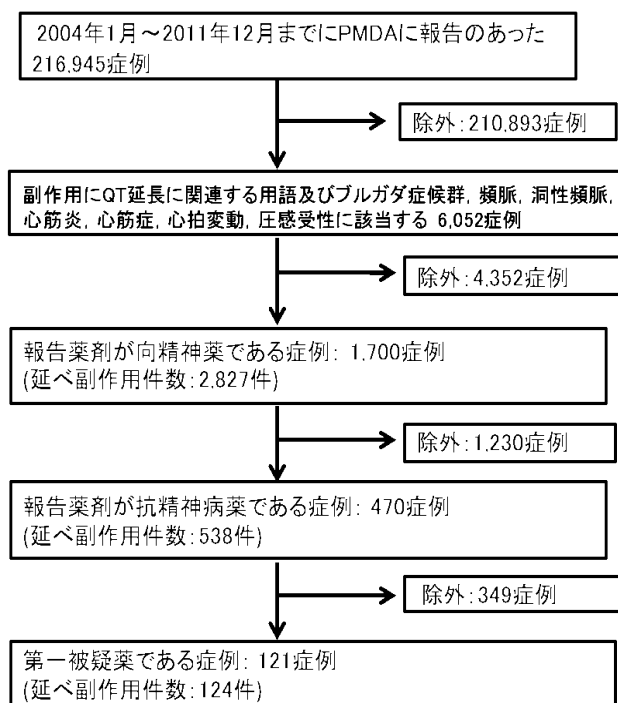 2004年1月～2011年12月までにPMDAに報告のあった
216,945症例
除外:210,893症例
副作用にQT延長に関連する用語及びブルガダ症候群, 頻脈, 洞性頻脈,
心筋炎, 心筋症, 心拍変動, 圧感受性に該当する 6,052症例
除外:4,352症例
報告薬剤が向精神薬である症例: 1,700症例
(延べ副作用件数:2,827件)
除外:1,230症例
報告薬剤が抗精神病薬である症例: 470症例
(延べ副作用件数:538件)
除外:349症例
第一被疑薬である症例: 121症例
(延べ副作用件数:124件)